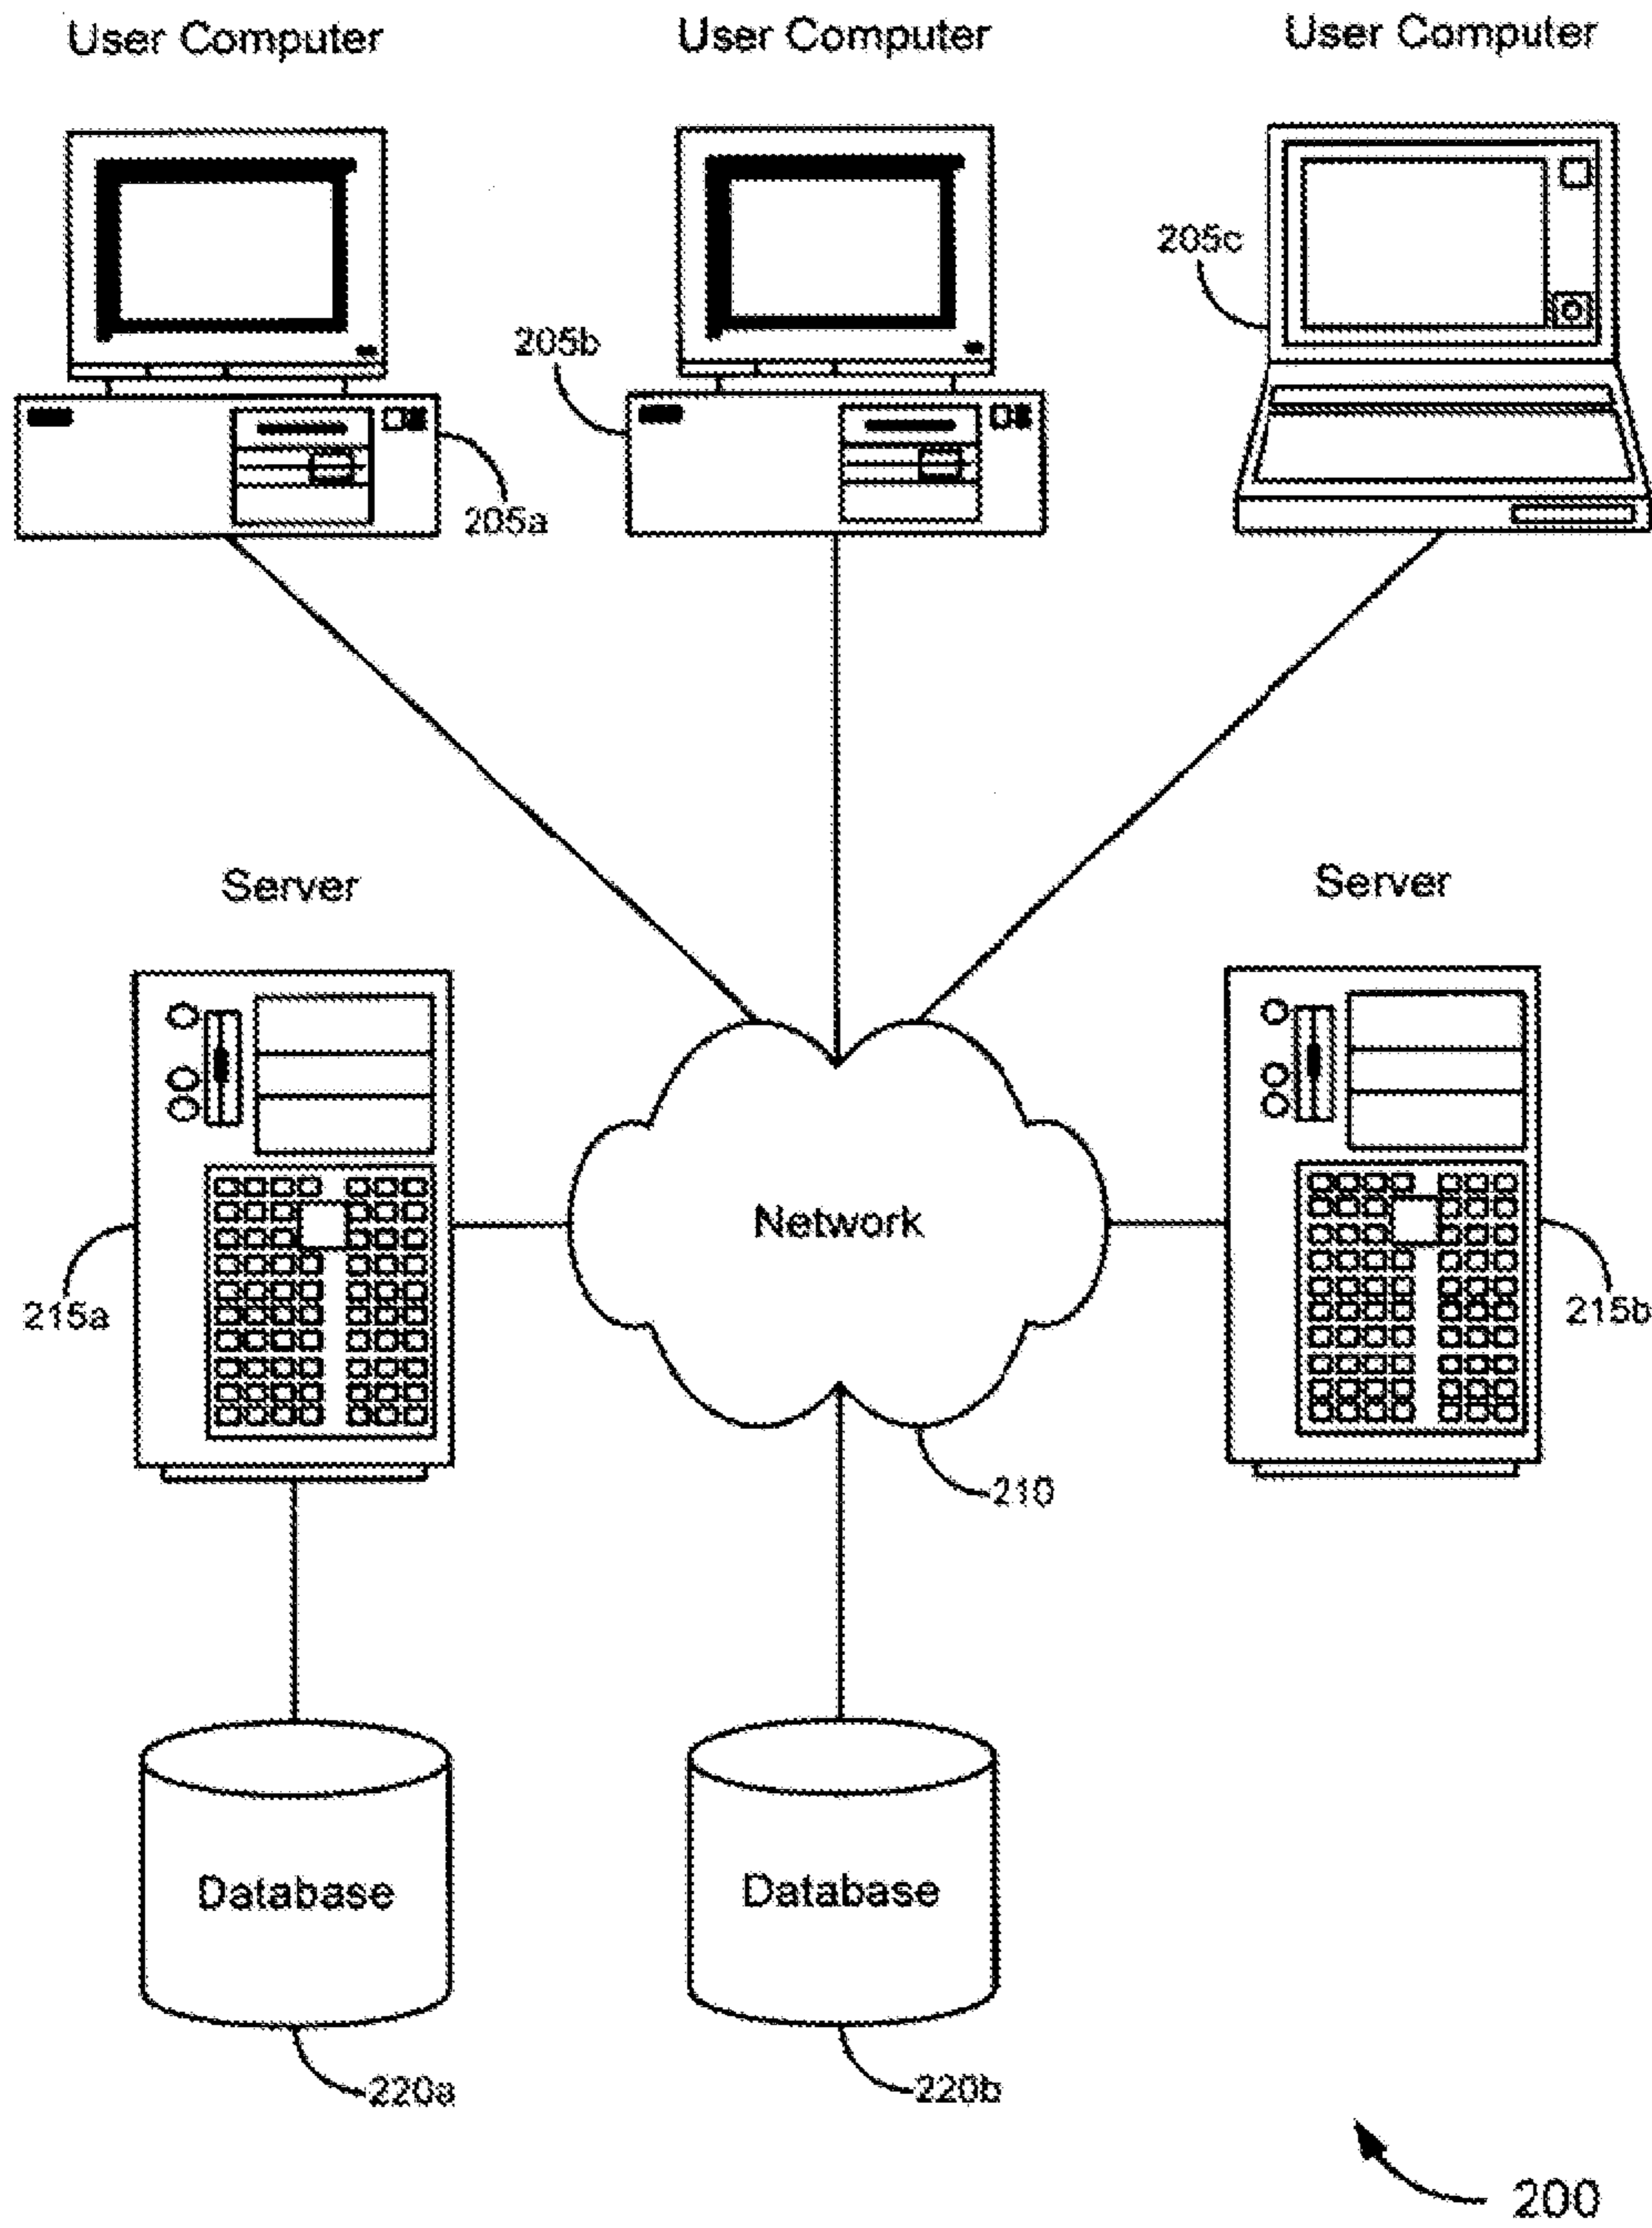 User Computer
User Computer
User Computer
205c
205b
205a
Server
Server
Network
215a
215b
210
Database
Database
220a
220b
200